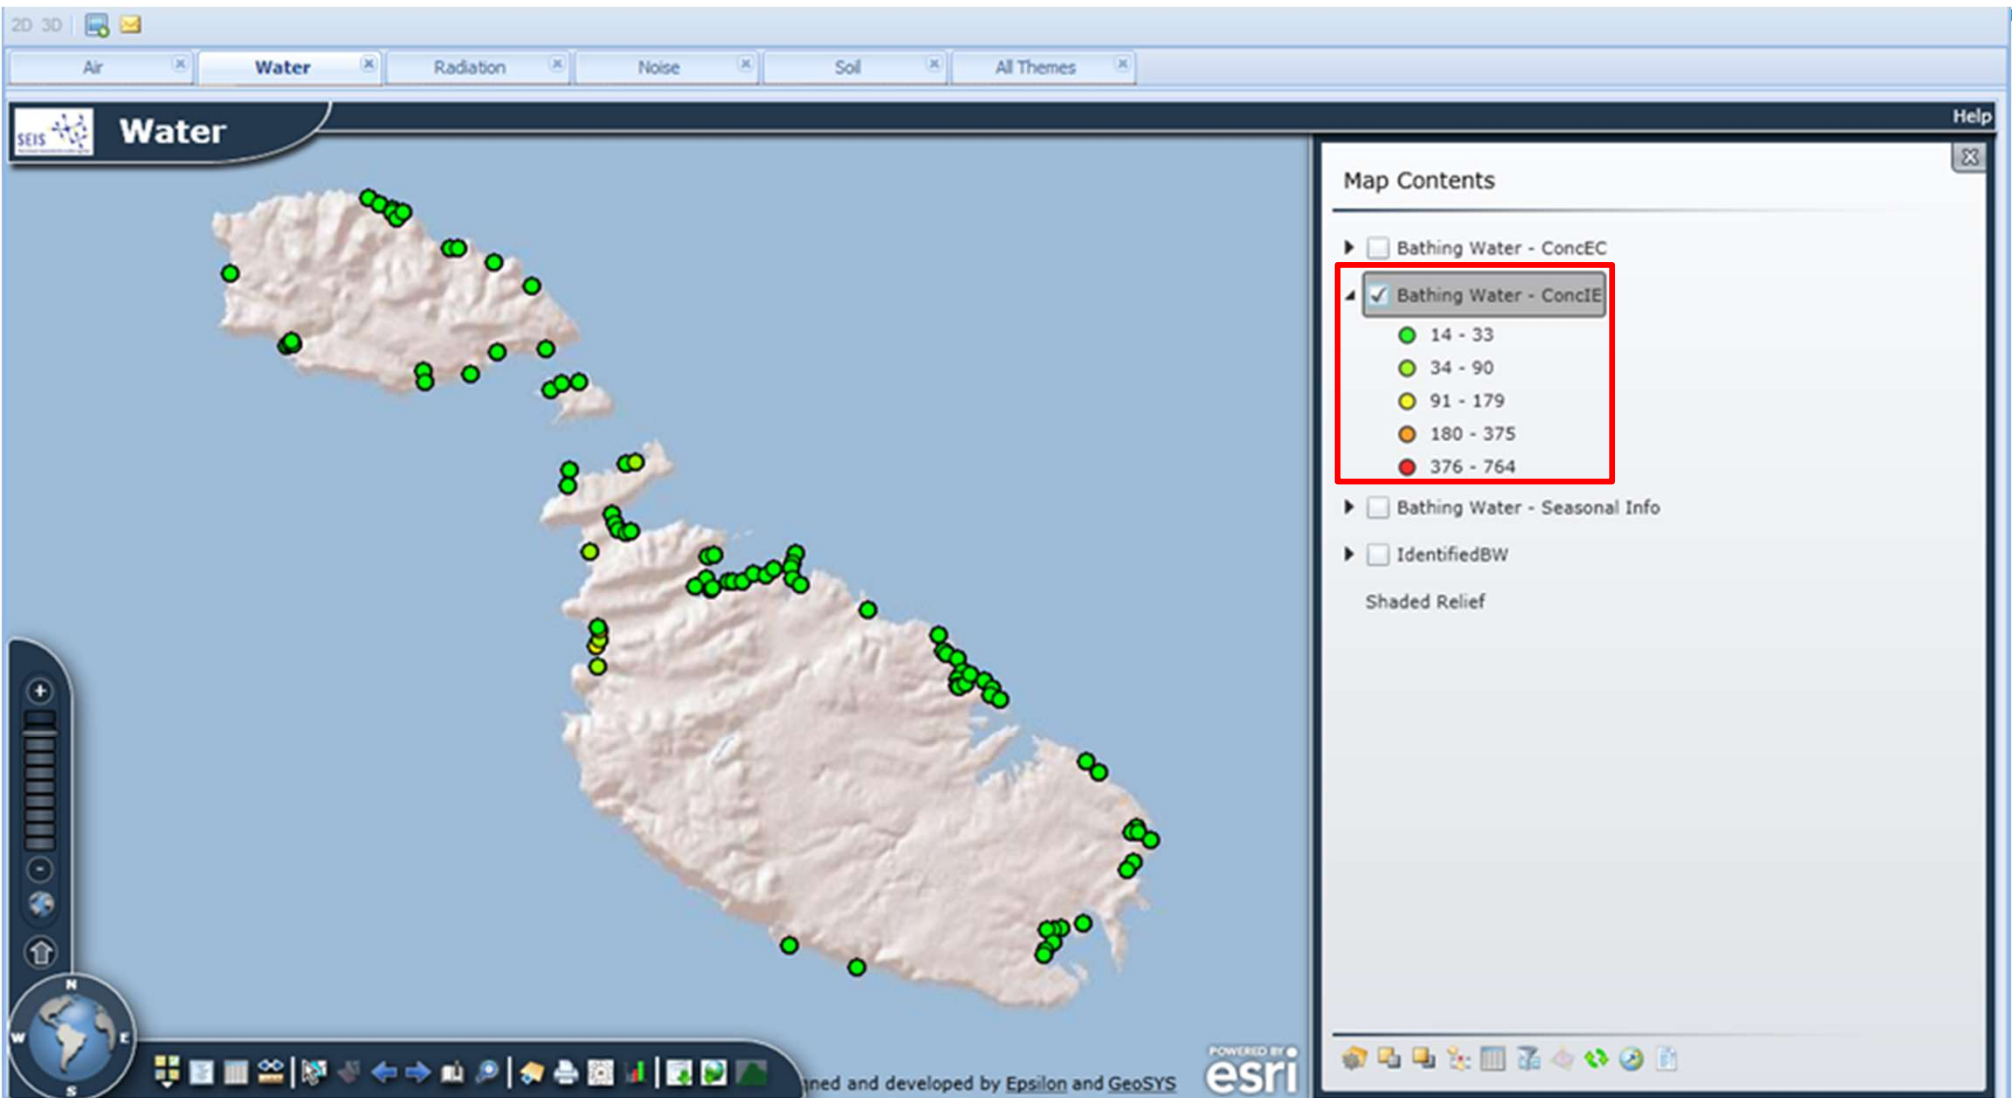 2D 3D
Air
Water
Radiation
Noise
Soil
All Themes
Help
SEIS
Water
Map Contents
Bathing Water - ConcEC
Bathing Water - ConcIE
14 - 33
34 - 90
91 - 179
180 - 375
376 - 764
Bathing Water - Seasonal Info
IdentifiedBW
Shaded Relief
N
W
E
S
ned and developed by Epsilon and GeoSYS
POWERED BY
esri